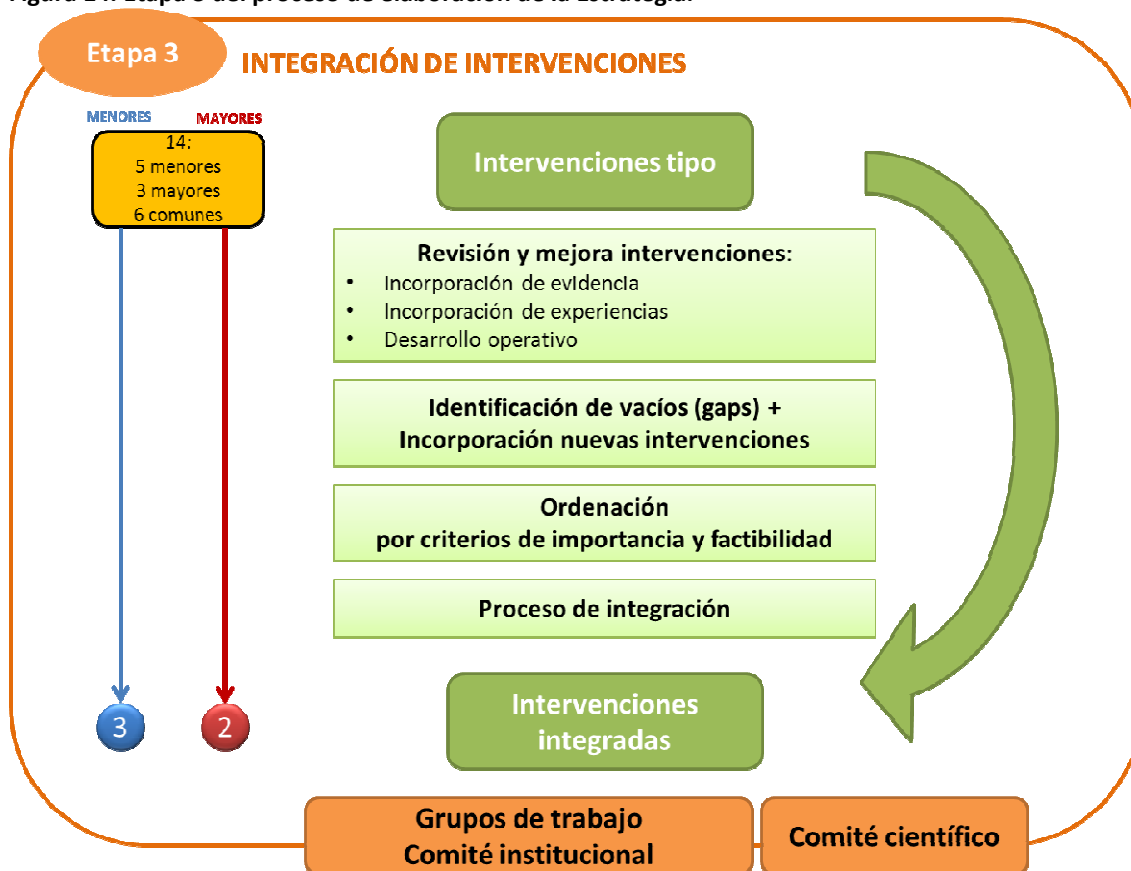 Etapa 3
INTEGRACIÓN DE INTERVENCIONES
MENORES
MAYORES
14:
5 menores
3 mayores
6 comunes
Intervenciones tipo
Revisión y mejora intervenciones:
• Incorporación de evidencia
• Incorporación de experiencias
• Desarrollo operativo
Identificación de vacíos (gaps) +
Incorporación nuevas intervenciones
Ordenación
por criterios de importancia y factibilidad
Proceso de integración
3
2
Intervenciones
integradas
Grupos de trabajo
Comité institucional
Comité científico